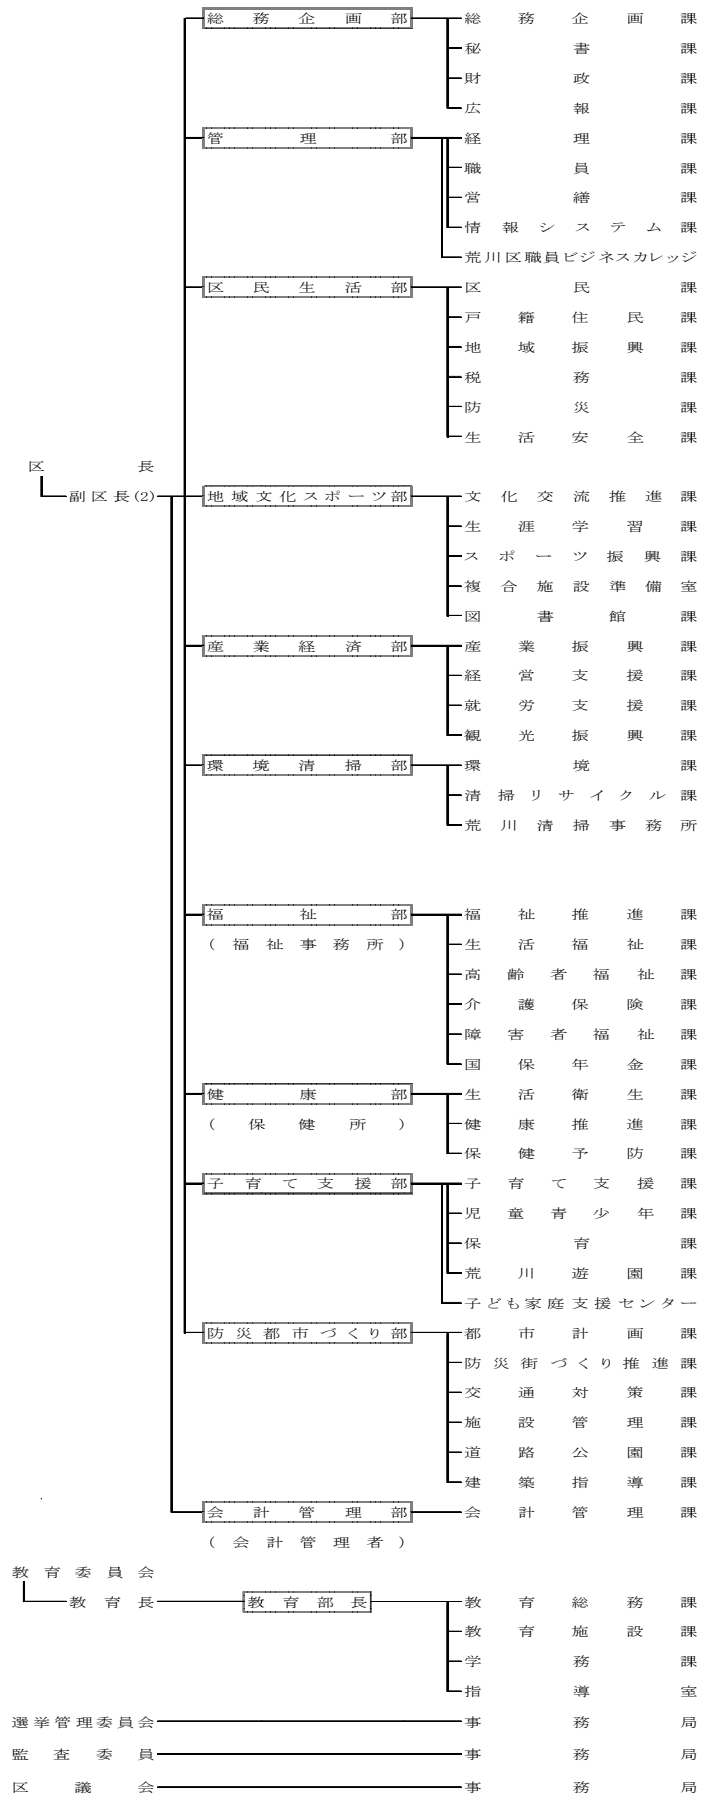 総務企画部 総務企画課
秘書課
財政課
広報課
管理部 経理課
職員課
営繕課
情報システム課
荒川区職員ビジネスカレッジ
区民生活部 区民課
戸籍住民課
地域振興課
税務課
防災課
生活安全課
区長
副区長(2) 地域文化スポーツ部 文化交流推進課
生涯学習課
スポーツ振興課
複合施設準備室
図書館課
産業経済部 産業振興課
経営支援課
就労支援課
観光振興課
環境清掃部 環境課
清掃リサイクル課
荒川清掃事務所
福祉部 福祉推進課
(福祉事務所) 生活福祉課
高齢者福祉課
介護保険課
障害者福祉課
国保年金課
健康部 生活衛生課
(保健所) 健康推進課
保健予防課
子育て支援部 子育て支援課
児童青少年課
保育課
荒川遊園課
子ども家庭支援センター
防災都市づくり部 都市計画課
防災街づくり推進課
交通対策課
施設管理課
道路公園課
建築指導課
会計管理部 会計管理課
(会計管理者)
教育委員会
教育長 教育部長 教育総務課
教育施設課
学務課
指導室
選挙管理委員会 事務局
監査委員 事務局
区議会 事務局